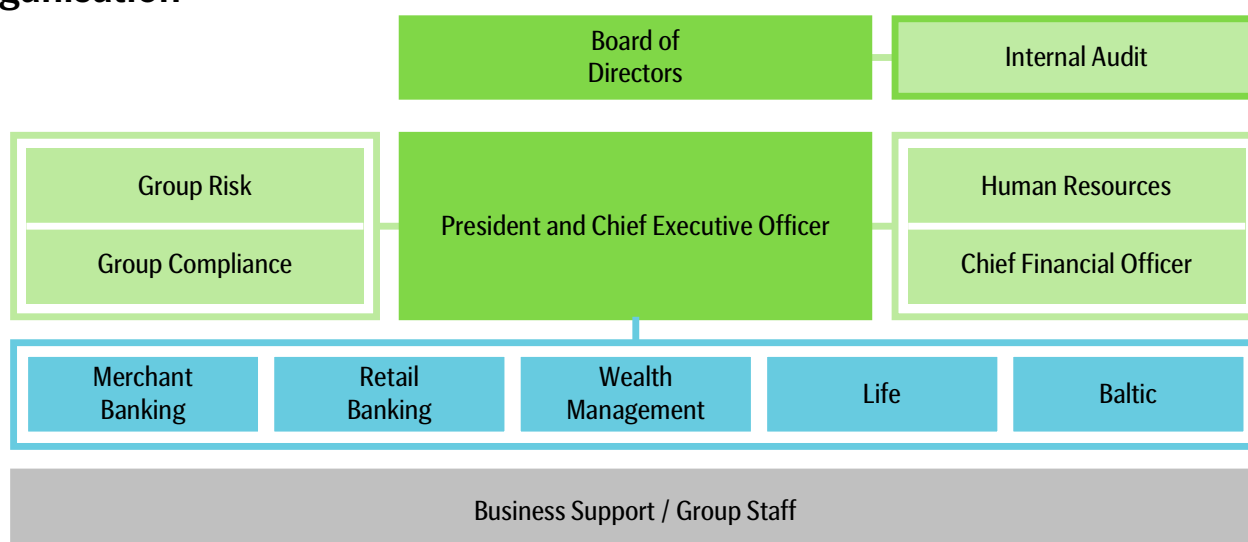 Board of
Directors
Internal Audit
Group Risk
Group Compliance
President and Chief Executive Officer
Human Resources
Chief Financial Officer
Merchant
Banking
Retail
Banking
Wealth
Management
Life
Baltic
Business Support / Group Staff